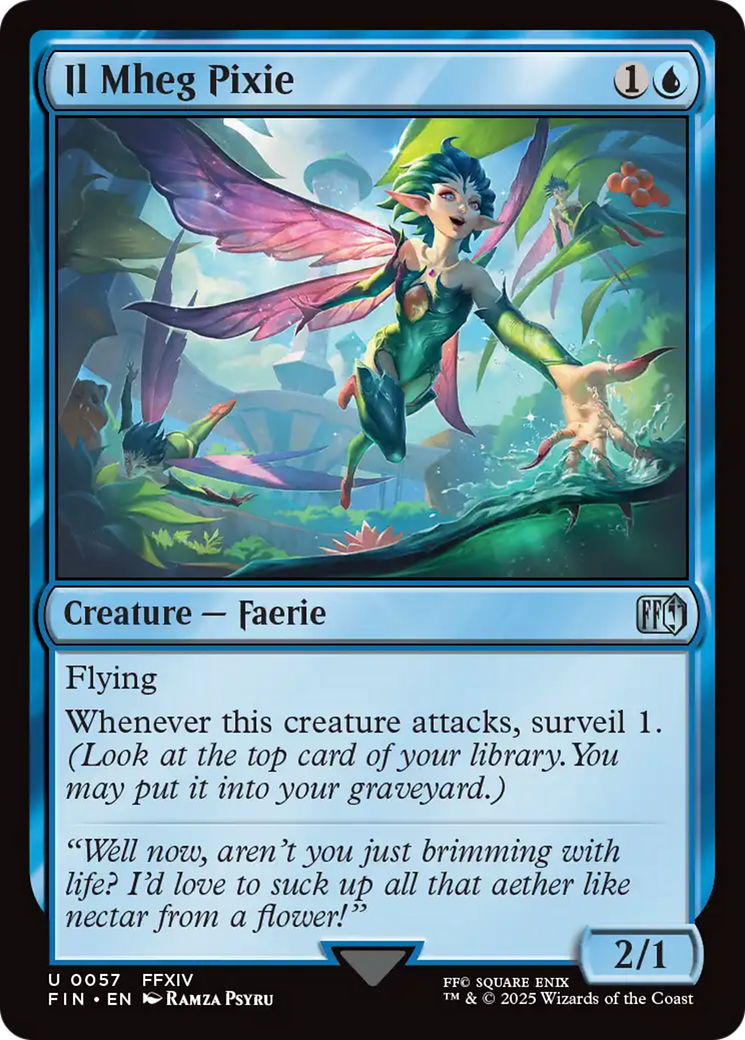 Il Mheg Pixie
1
Creature — Faerie
FF
Flying
Whenever this creature attacks, surveil 1.
(Look at the top card of your library. You
may put it into your graveyard.)
“Well now, aren’t you just brimming with
life? I’d love to suck up all that aether like
nectar from a flower!”
2/1
U 0057 FFXIV
FIN • EN Ramza Psyru
FF© SQUARE ENIX
™ & © 2025 Wizards of the Coast